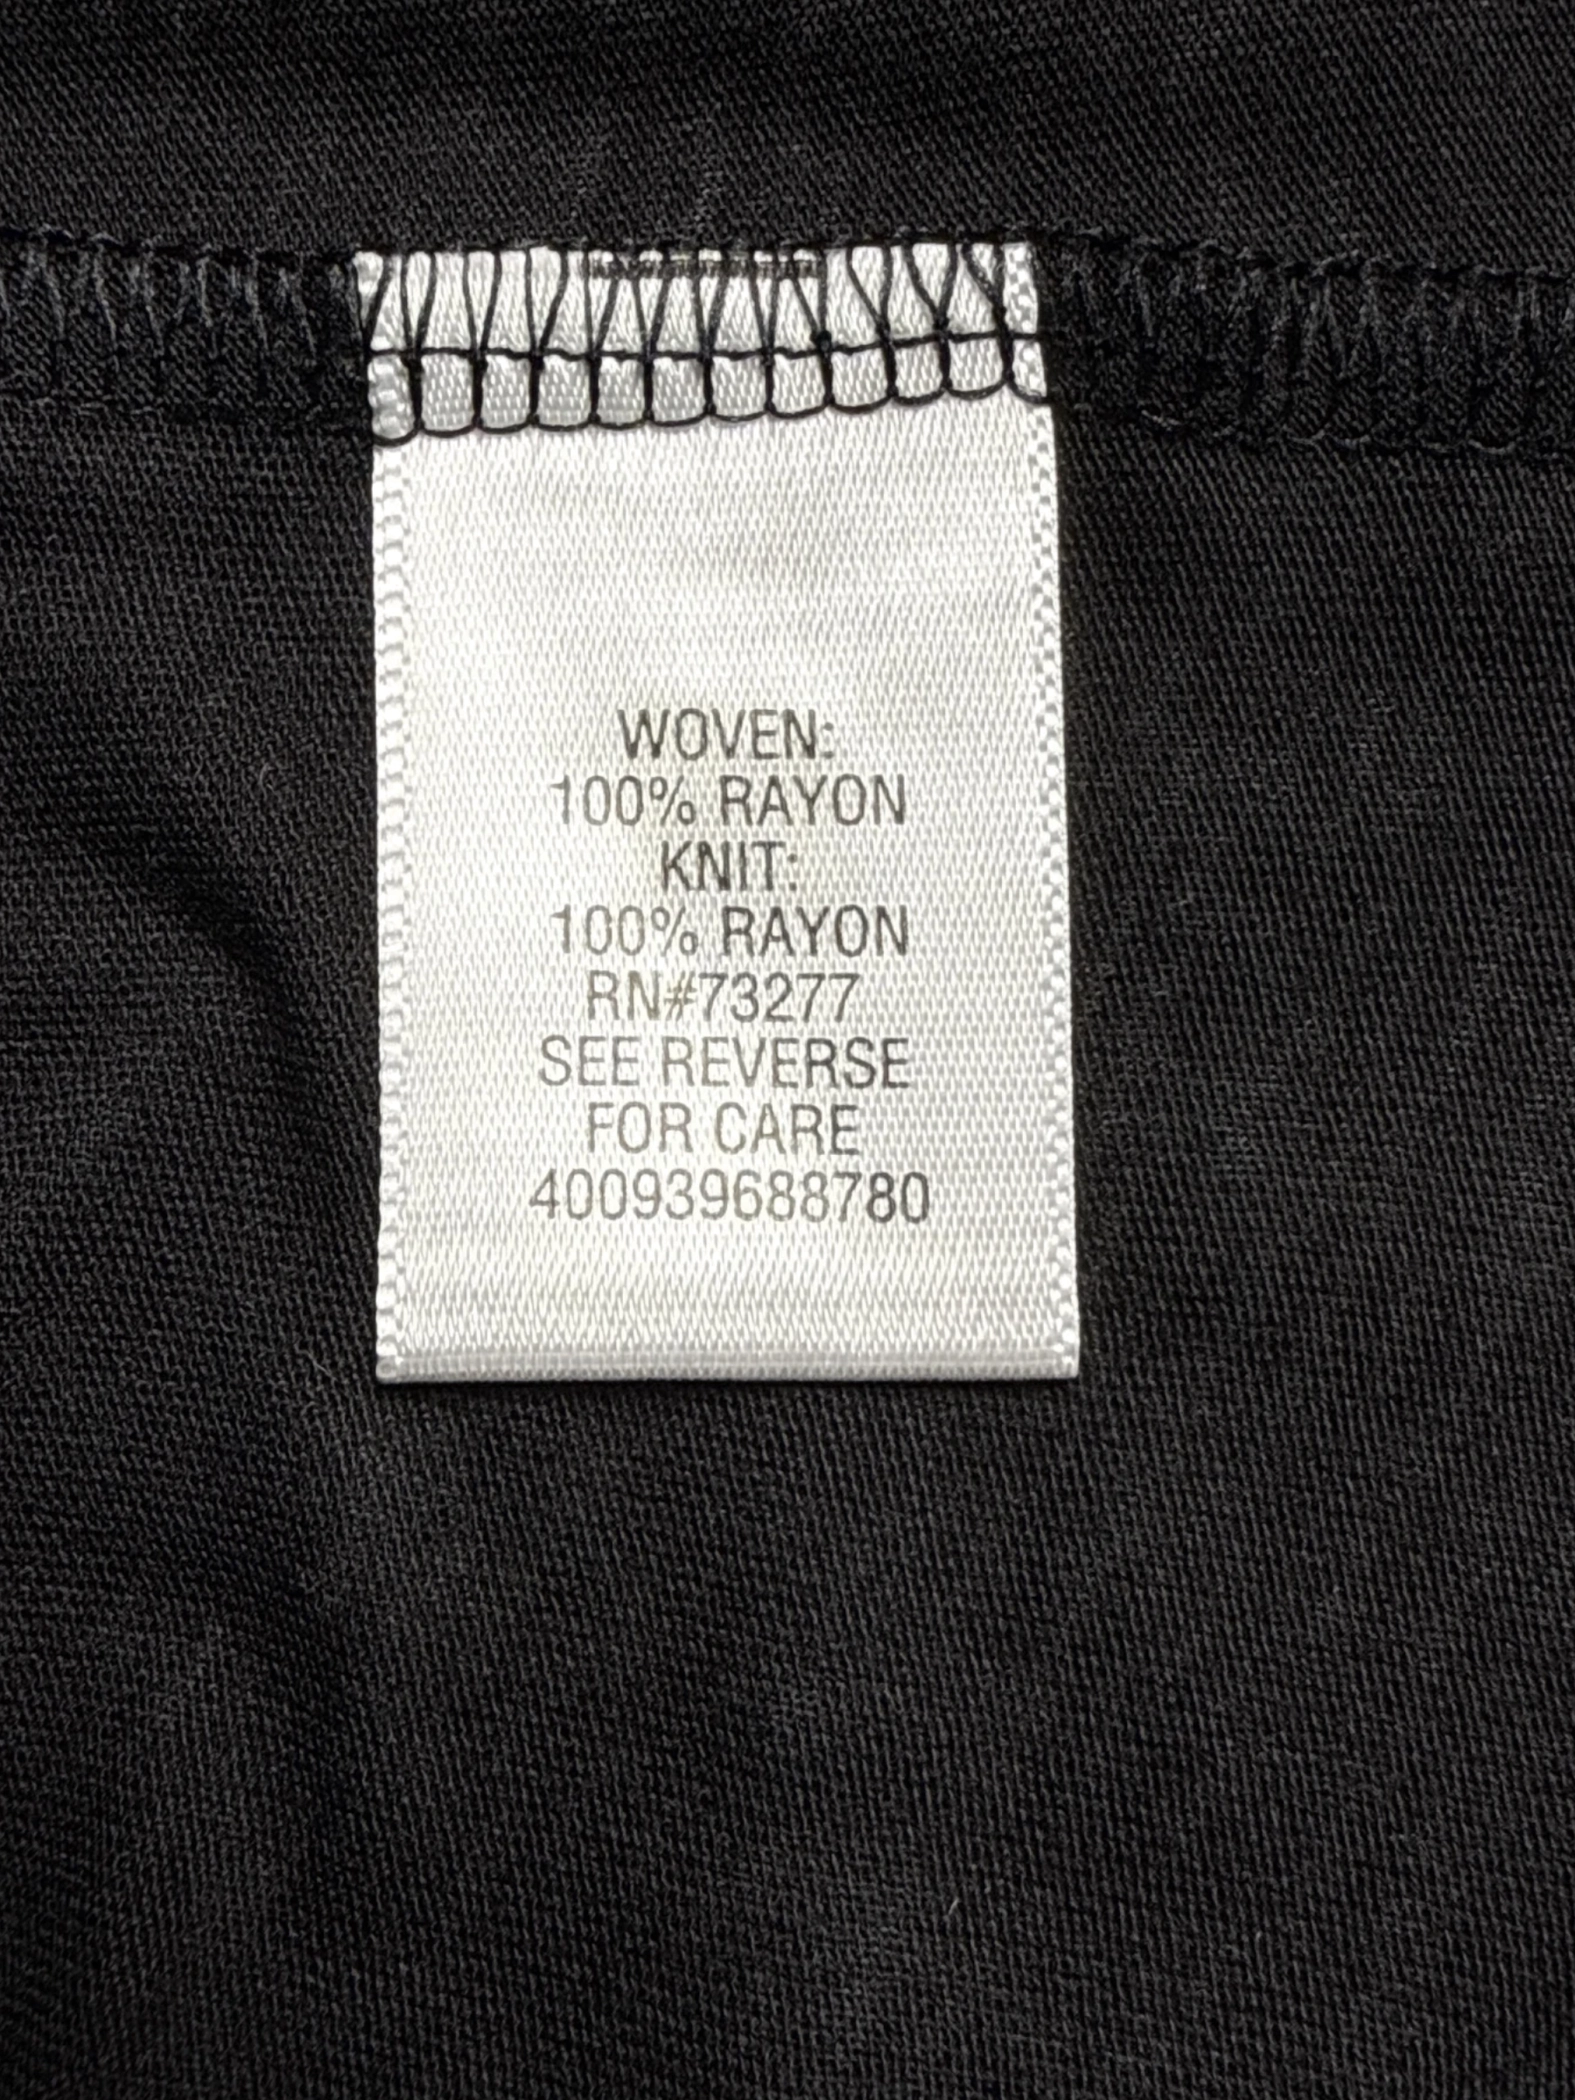 WOVEN:
100% RAYON
KNIT:
100% RAYON
RN#73277
SEE REVERSE
FOR CARE
400939688780